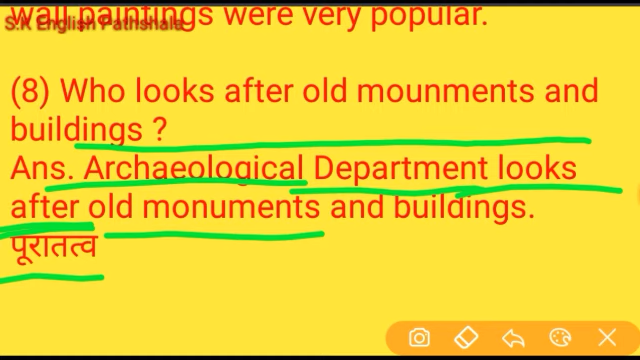 wall paintings were very popular.
S.K English Pathshala
(8) Who looks after old mounments and
buildings ?
Ans. Archaeological Department looks
after old monuments and buildings.
पूरातत्व